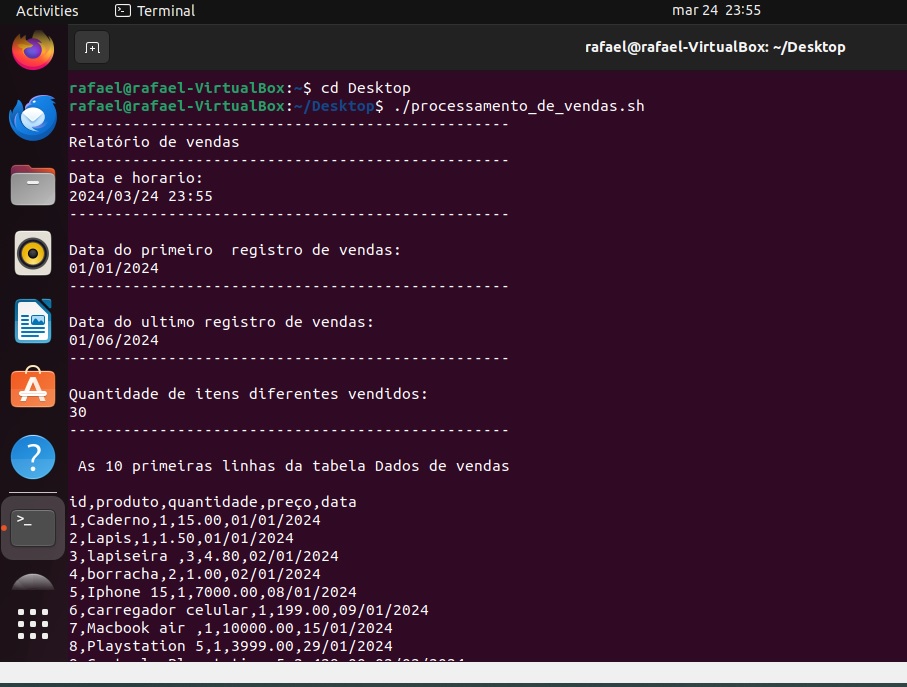 Activities
Terminal
mar 24 23:55
rafael@rafael-VirtualBox: ~/Desktop
rafael@rafael-VirtualBox:~$ cd Desktop
rafael@rafael-VirtualBox:~/Desktop$ ./processamento_de_vendas.sh
-------------------------------------------------
Relatório de vendas
-------------------------------------------------
Data e horario:
2024/03/24 23:55
-------------------------------------------------
Data do primeiro  registro de vendas:
01/01/2024
-------------------------------------------------
Data do ultimo registro de vendas:
01/06/2024
-------------------------------------------------
Quantidade de itens diferentes vendidos:
30
-------------------------------------------------
As 10 primeiras linhas da tabela Dados de vendas
id,produto,quantidade,preço,data
1,Caderno,1,15.00,01/01/2024
2,Lapis,1,1.50,01/01/2024
3,lapiseira ,3,4.80,02/01/2024
4,borracha,2,1.00,02/01/2024
5,Iphone 15,1,7000.00,08/01/2024
6,carregador celular,1,199.00,09/01/2024
7,Macbook air ,1,10000.00,15/01/2024
8,Playstation 5,1,3999.00,29/01/2024